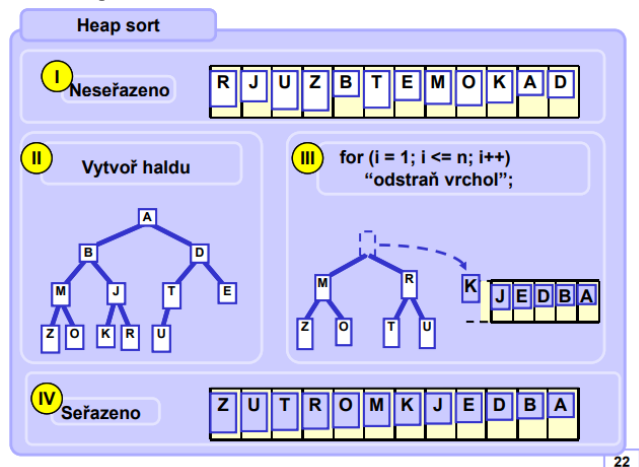 Heap sort
I
Neseřazeno
R J U Z B T E M O K A D
II
Vytvoř haldu
III
for (i = 1; i <= n; i++)
“odstraň vrchol”;
A
B D
M J T E
Z O K R U
M R
Z O T U
K J E D B A
IV
Seřazeno
Z U T R O M K J E D B A
22